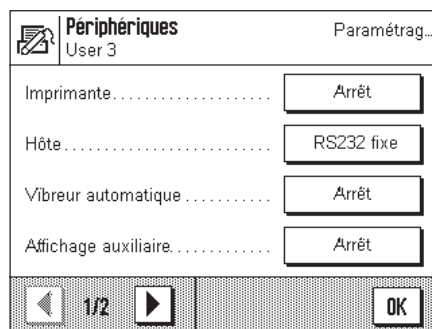 Périphériques Paramétrag...
User 3
Imprimante...................... Arrêt
Hôte............................. RS232 fixe
Vibreur automatique........... Arrêt
Affichage auxiliaire............. Arrêt
1/2 OK